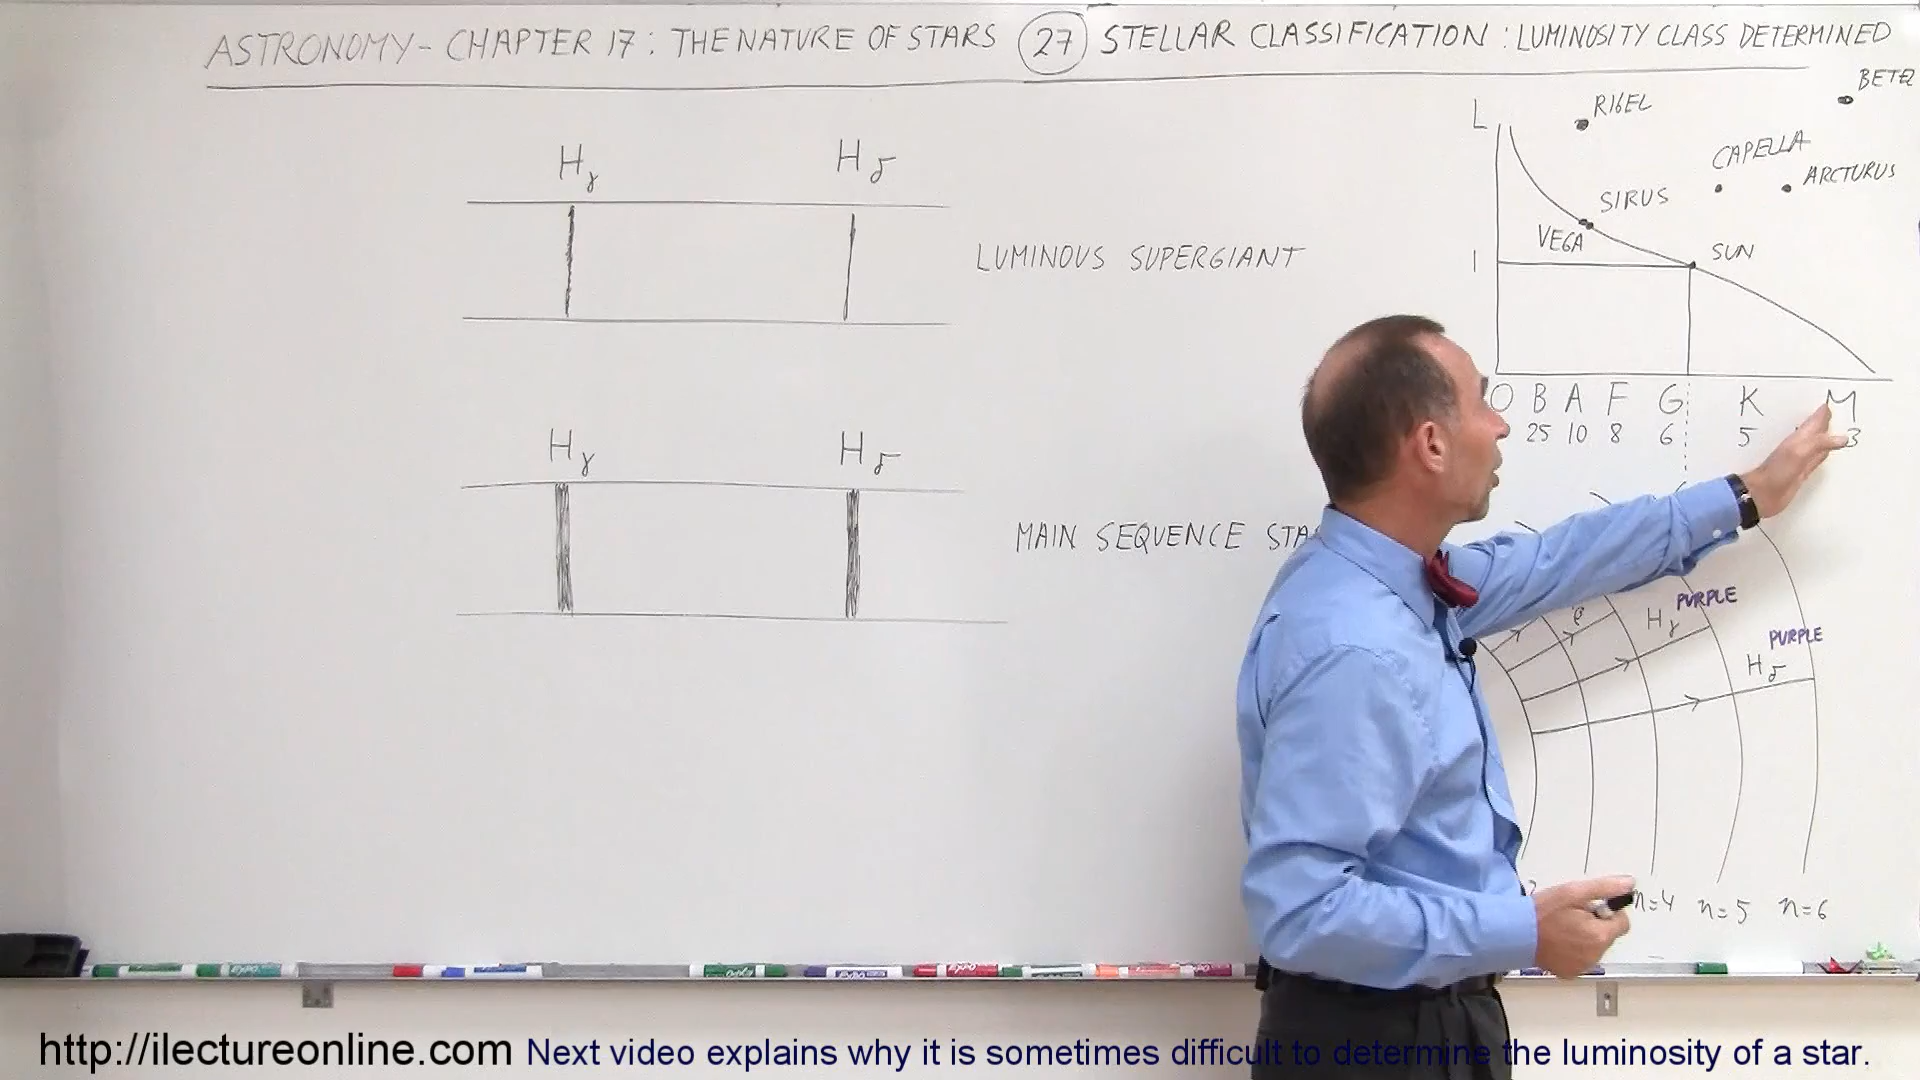 ASTRONOMY - CHAPTER 17 : THE NATURE OF STARS 27 STELLAR CLASSIFICATION : LUMINOSITY CLASS DETERMINED
Hγ Hδ
LUMINOUS SUPERGIANT
Hγ Hδ
MAIN SEQUENCE
L
RIGEL
CAPELLA
ARCTURUS
SIRUS
VEGA
SUN
1
O B A F G K M
25 10 8 6 5 3
PURPLE
Hγ
PURPLE
Hδ
n=4 n=5 n=6
EXPO
http://ilectureonline.com Next video explains why it is sometimes difficult to determine the luminosity of a star.